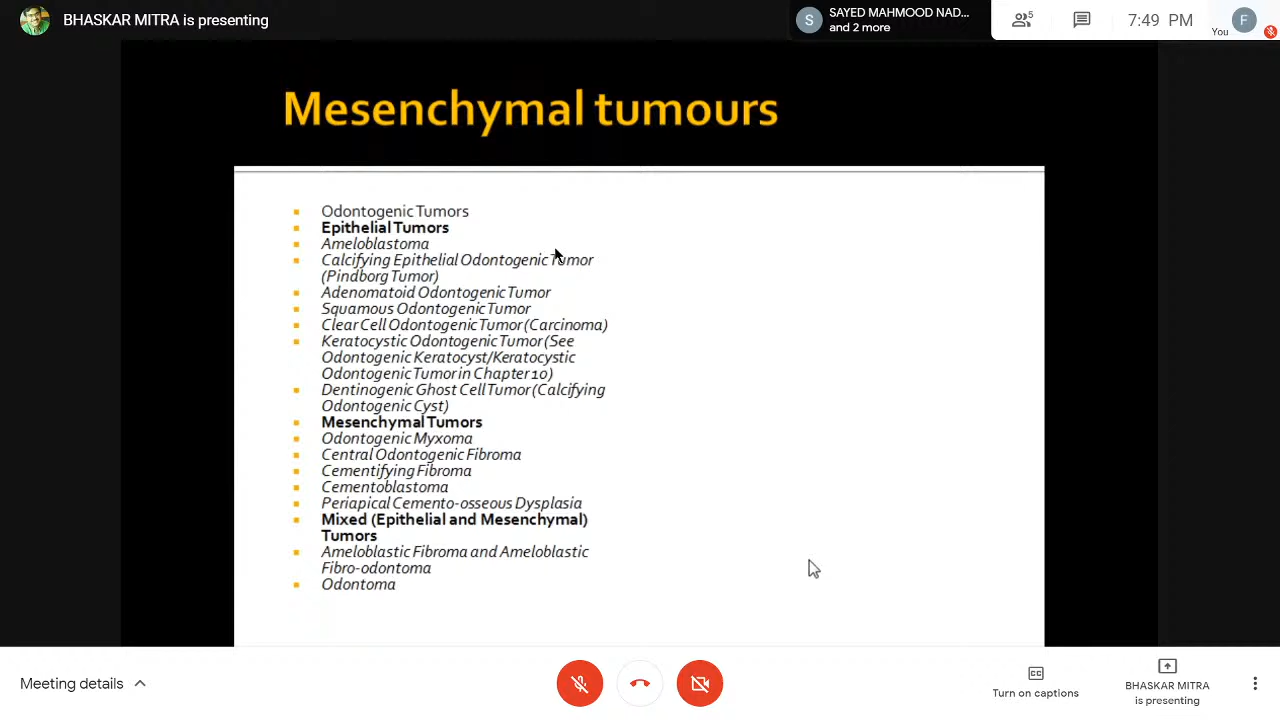 BHASKAR MITRA is presenting
S
SAYED MAHMOOD NAD...
and 2 more
5
7:49 PM
You
F
Mesenchymal tumours
Odontogenic Tumors
Epithelial Tumors
Ameloblastoma
Calcifying Epithelial Odontogenic Tumor
(Pindborg Tumor)
Adenomatoid Odontogenic Tumor
Squamous Odontogenic Tumor
Clear Cell Odontogenic Tumor (Carcinoma)
Keratocystic Odontogenic Tumor (See
Odontogenic Keratocyst/Keratocystic
Odontogenic Tumor in Chapter 10)
Dentinogenic Ghost Cell Tumor (Calcifying
Odontogenic Cyst)
Mesenchymal Tumors
Odontogenic Myxoma
Central Odontogenic Fibroma
Cementifying Fibroma
Cementoblastoma
Periapical Cemento-osseous Dysplasia
Mixed (Epithelial and Mesenchymal)
Tumors
Ameloblastic Fibroma and Ameloblastic
Fibro-odontoma
Odontoma
Meeting details
CC
Turn on captions
BHASKAR MITRA
is presenting